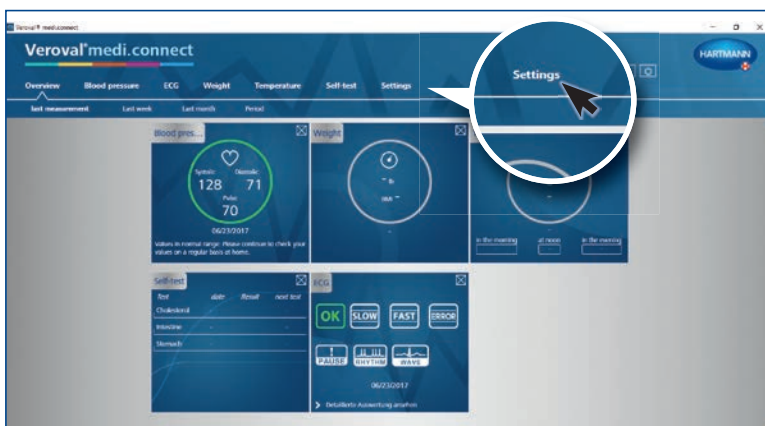 Veroval® medi.connect
Veroval® medi.connect
HARTMANN
Overview Blood pressure ECG Weight Temperature Self-test Settings
Settings
last measurement Last week Last month Period
Blood pres...
Systolic Diastolic
128 71
Pulse
70
06/23/2017
Values in normal range: Please continue to check your
values on a regular basis at home.
Weight
BMI
in the morning at noon in the morning
Self-test
Test date Result next test
Cholesterol
Intestine
Stomach
ECG
OK SLOW FAST ERROR
PAUSE RHYTHM WAVE
06/23/2017
Detaillierte Auswertung ansehen